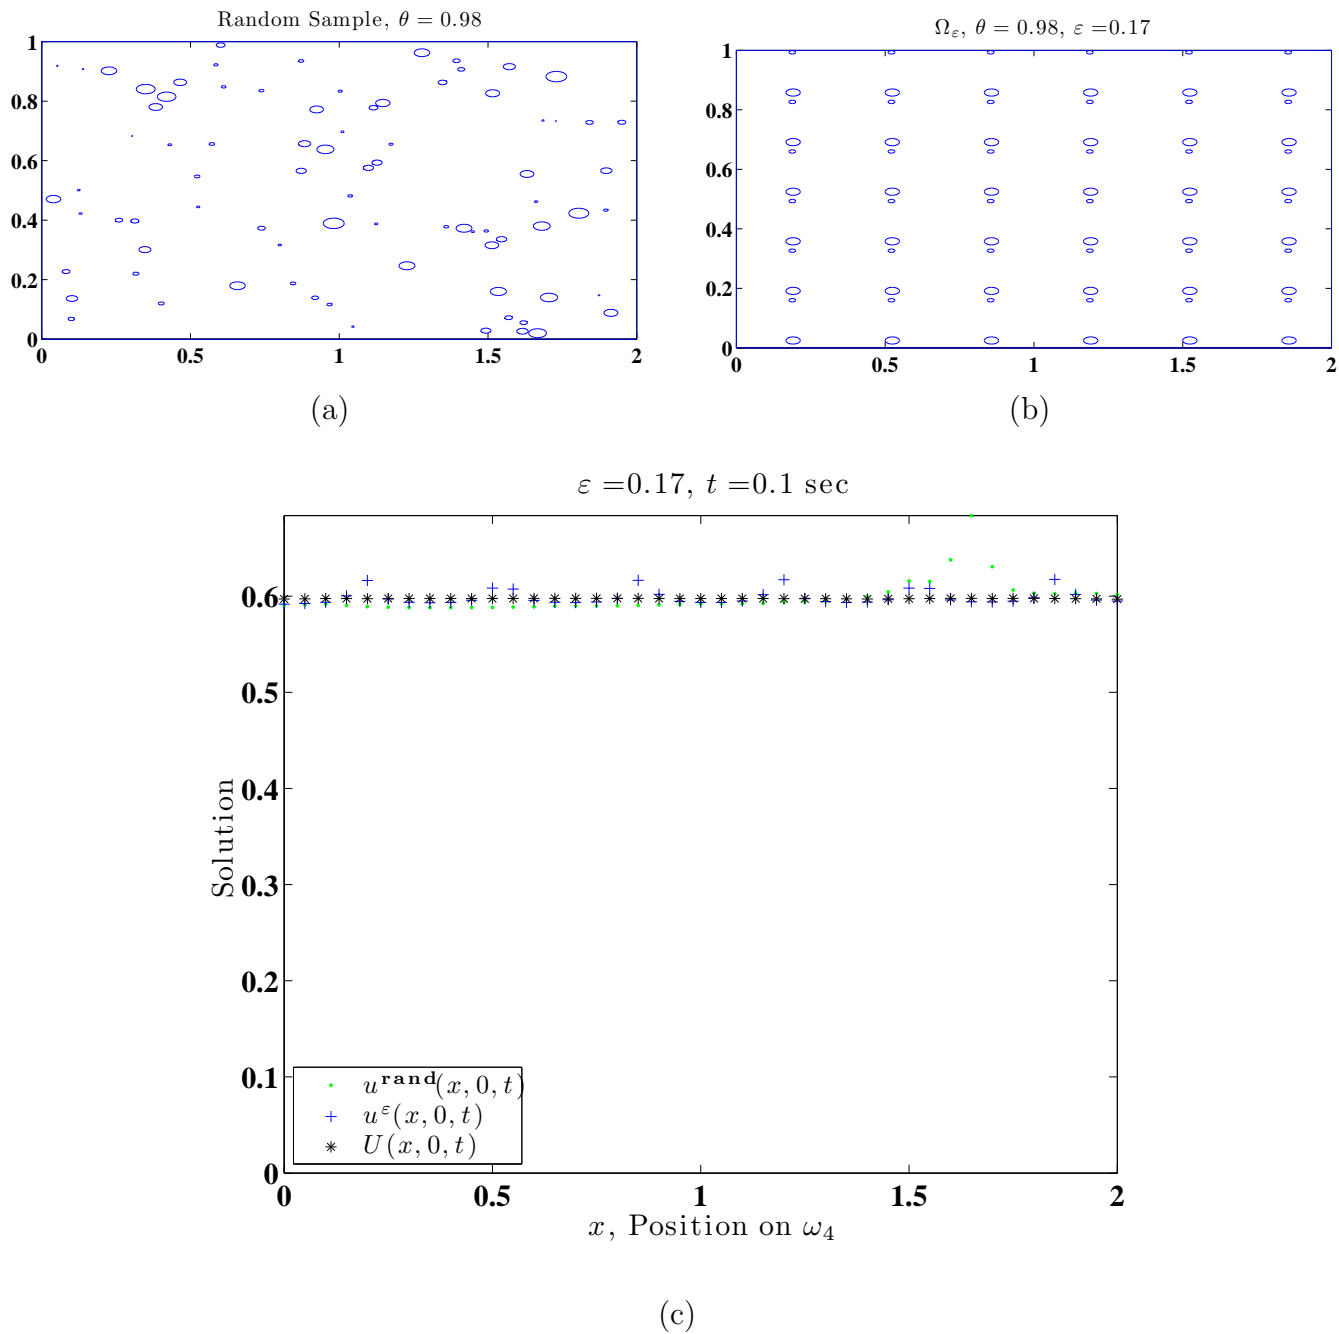 Random Sample, θ = 0.98
1
0.8
0.6
0.4
0.2
0
0 0.5 1 1.5 2
(a)
Ωε, θ = 0.98, ε =0.17
1
0.8
0.6
0.4
0.2
0
0 0.5 1 1.5 2
(b)
ε =0.17, t =0.1 sec
0.6
0.5
0.4
0.3
0.2
0.1
0
Solution
u^rand(x, 0, t)
u^ε(x, 0, t)
U(x, 0, t)
0 0.5 1 1.5 2
x, Position on ω₄
(c)